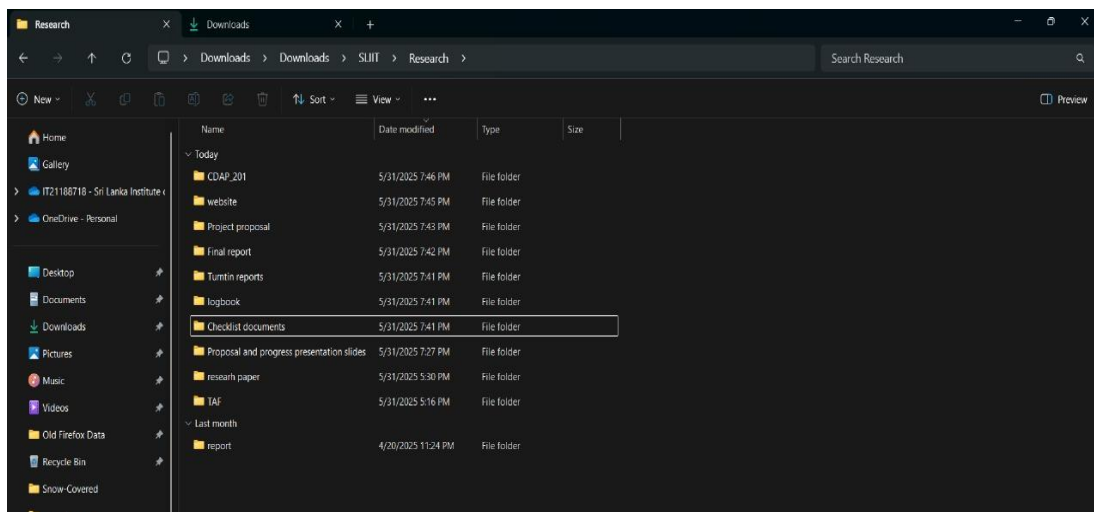 Research
Downloads
Downloads > Downloads > SLIIT > Research >
Search Research
New
Sort
View
Preview
Name Date modified Type Size
Home
Gallery
IT21188718 - Sri Lanka Institute
OneDrive - Personal
Desktop
Documents
Downloads
Pictures
Music
Videos
Old Firefox Data
Recycle Bin
Snow-Covered
Today
CDAP_201 5/31/2025 7:46 PM File folder
website 5/31/2025 7:45 PM File folder
Project proposal 5/31/2025 7:43 PM File folder
Final report 5/31/2025 7:42 PM File folder
Turntin reports 5/31/2025 7:41 PM File folder
logbook 5/31/2025 7:41 PM File folder
Checklist documents 5/31/2025 7:41 PM File folder
Proposal and progress presentation slides 5/31/2025 7:27 PM File folder
researh paper 5/31/2025 5:30 PM File folder
TAF 5/31/2025 5:16 PM File folder
Last month
report 4/20/2025 11:24 PM File folder